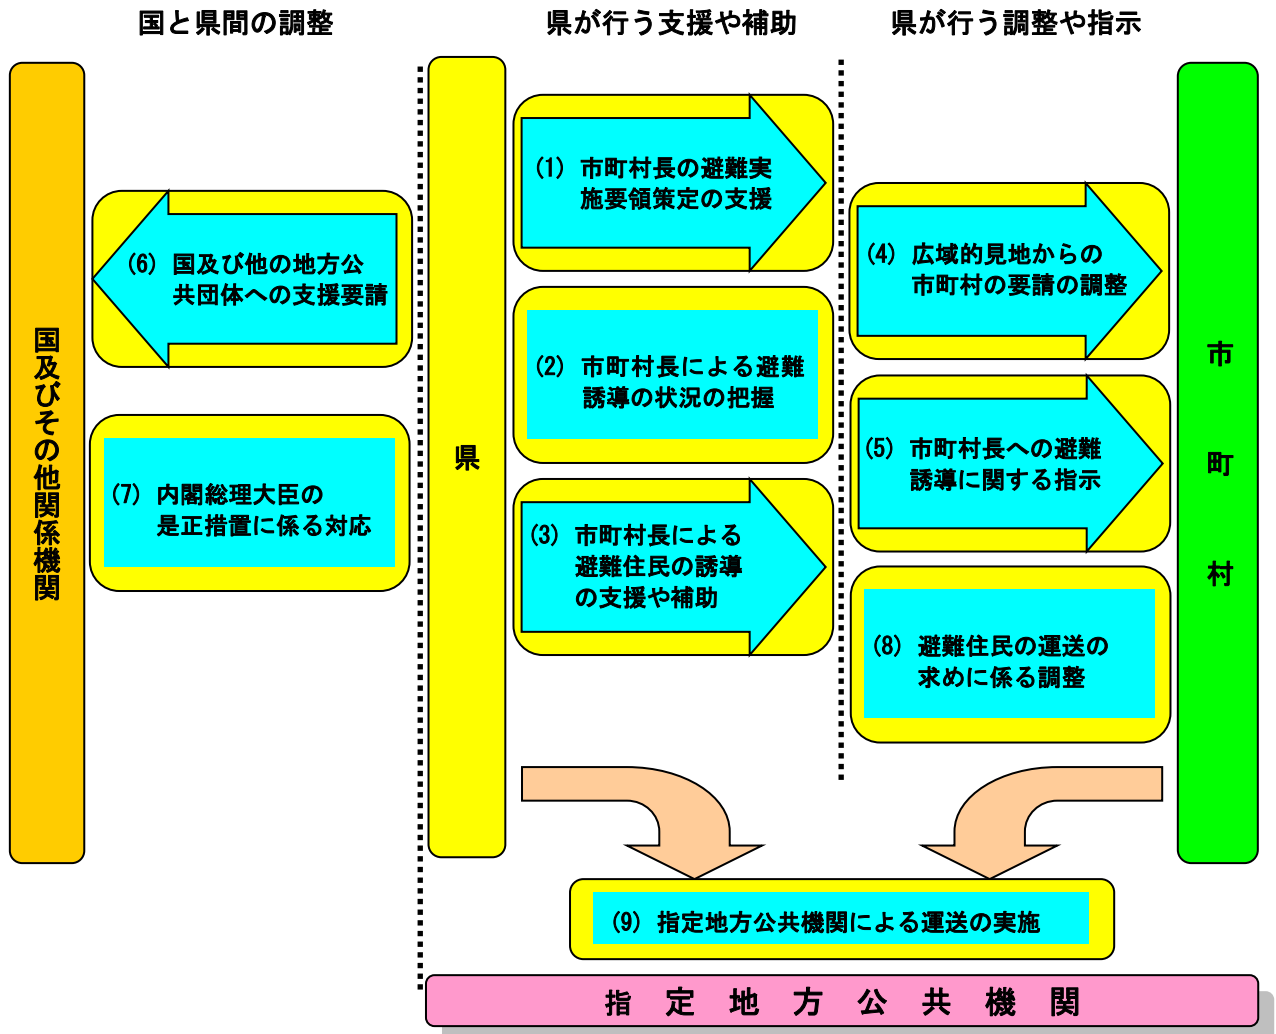 国と県間の調整
県が行う支援や補助
県が行う調整や指示
国及びその他関係機関
(6) 国及び他の地方公
共団体への支援要請
(7) 内閣総理大臣の
是正措置に係る対応
県
(1) 市町村長の避難実
施要領策定の支援
(2) 市町村長による避難
誘導の状況の把握
(3) 市町村長による
避難住民の誘導
の支援や補助
(4) 広域的見地からの
市町村の要請の調整
(5) 市町村長への避難
誘導に関する指示
(8) 避難住民の運送の
求めに係る調整
市町村
(9) 指定地方公共機関による運送の実施
指定地方公共機関